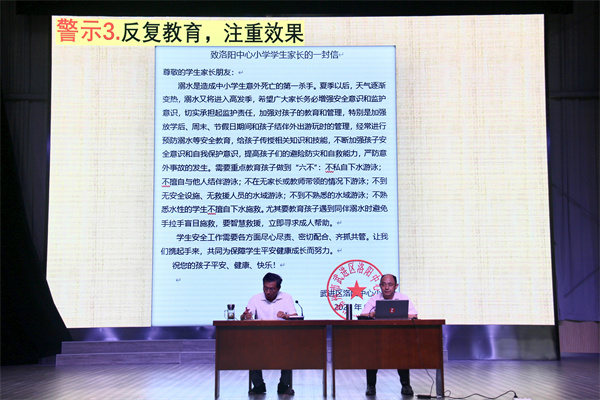 警示3.反复教育，注重效果
致洛阳中心小学学生家长的一封信
尊敬的学生家长朋友：
溺水是造成中小学生意外死亡的第一杀手。夏季以后，天气逐渐
变热，溺水又将进入高发季，希望广大家长务必增强安全意识和监护
意识，切实承担起监护责任，加强对孩子的教育和管理，特别是加强
放学后、周末、节假日期间和孩子结伴外出游玩时的管理，经常进行
预防溺水等安全教育，给孩子传授相关知识和技能，不断加强孩子安
全意识和自我保护意识，提高孩子们的避险防灾和自救能力，严防意
外事故的发生。需要重点教育孩子做到“六不”：不私自下水游泳；
不擅自与他人结伴游泳；不在无家长或教师带领的情况下游泳；不到
无安全设施、无救援人员的水域游泳；不到不熟悉的水域游泳；不熟
悉水性的学生不擅自下水施救。尤其要教育孩子遇到同伴溺水时避免
手拉手盲目施救，要智慧救援，立即寻求成人帮助。
学生安全工作需要各方面尽心尽责、密切配合、齐抓共管。让我
们携起手来，共同为保障学生平安健康成长而努力。
祝您的孩子平安、健康、快乐！
武进区洛阳中心小
武进区洛阳中